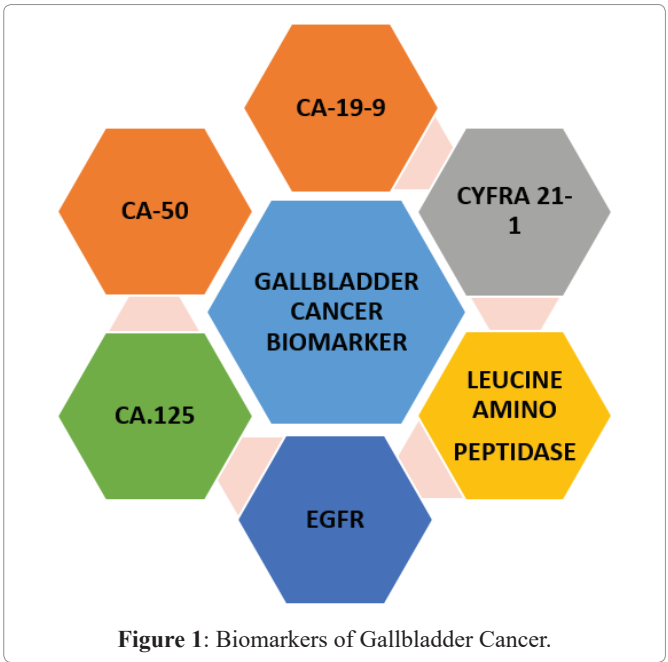 CA-19-9
CYFRA 21-
1
CA-50
GALLBLADDER
CANCER
BIOMARKER
LEUCINE
AMINO
PEPTIDASE
CA.125
EGFR
Figure 1: Biomarkers of Gallbladder Cancer.